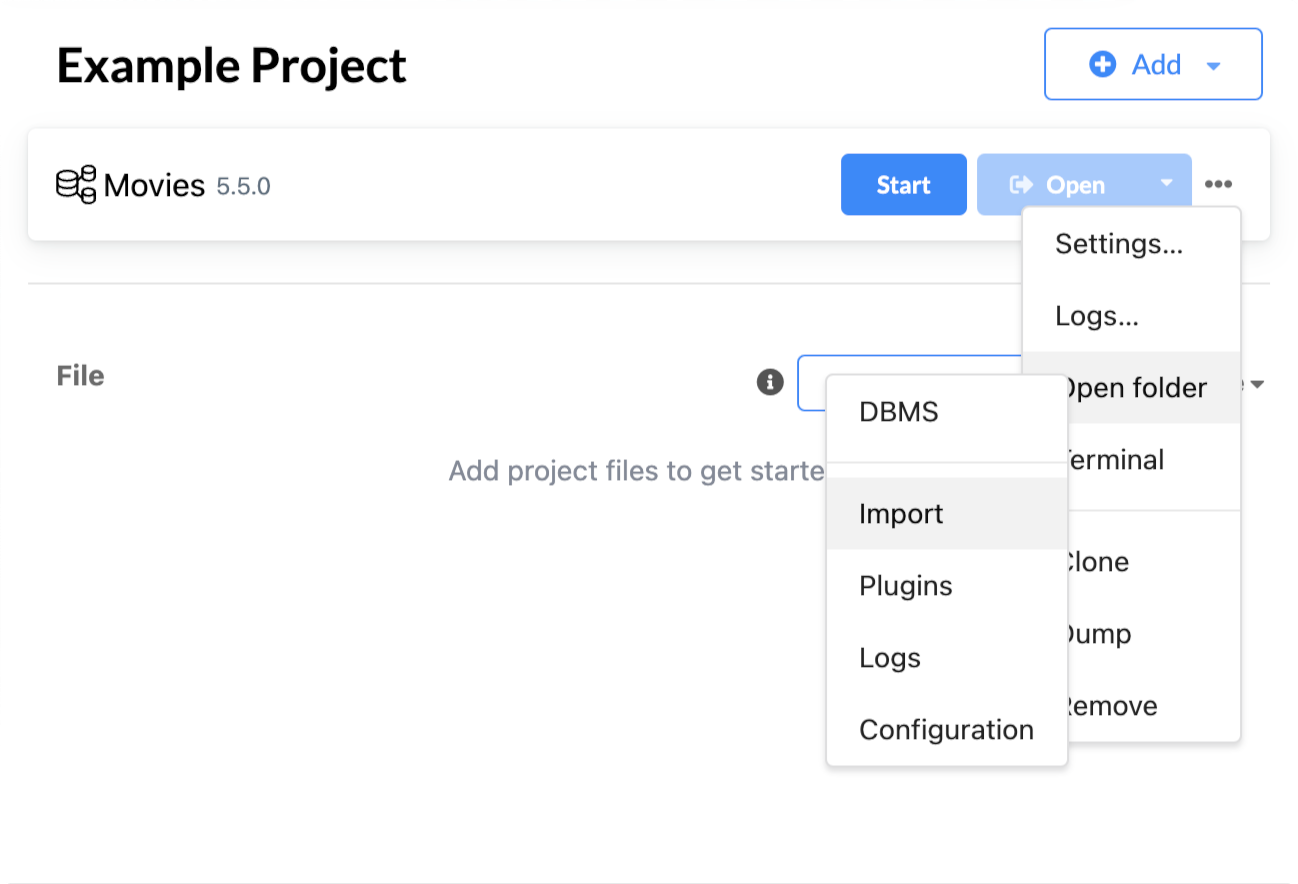 Example Project
Add
Movies 5.5.0
Start
Open
Settings...
Logs...
File
Open folder
DBMS
Terminal
Add project files to get starte
Import
Clone
Plugins
Dump
Logs
Remove
Configuration